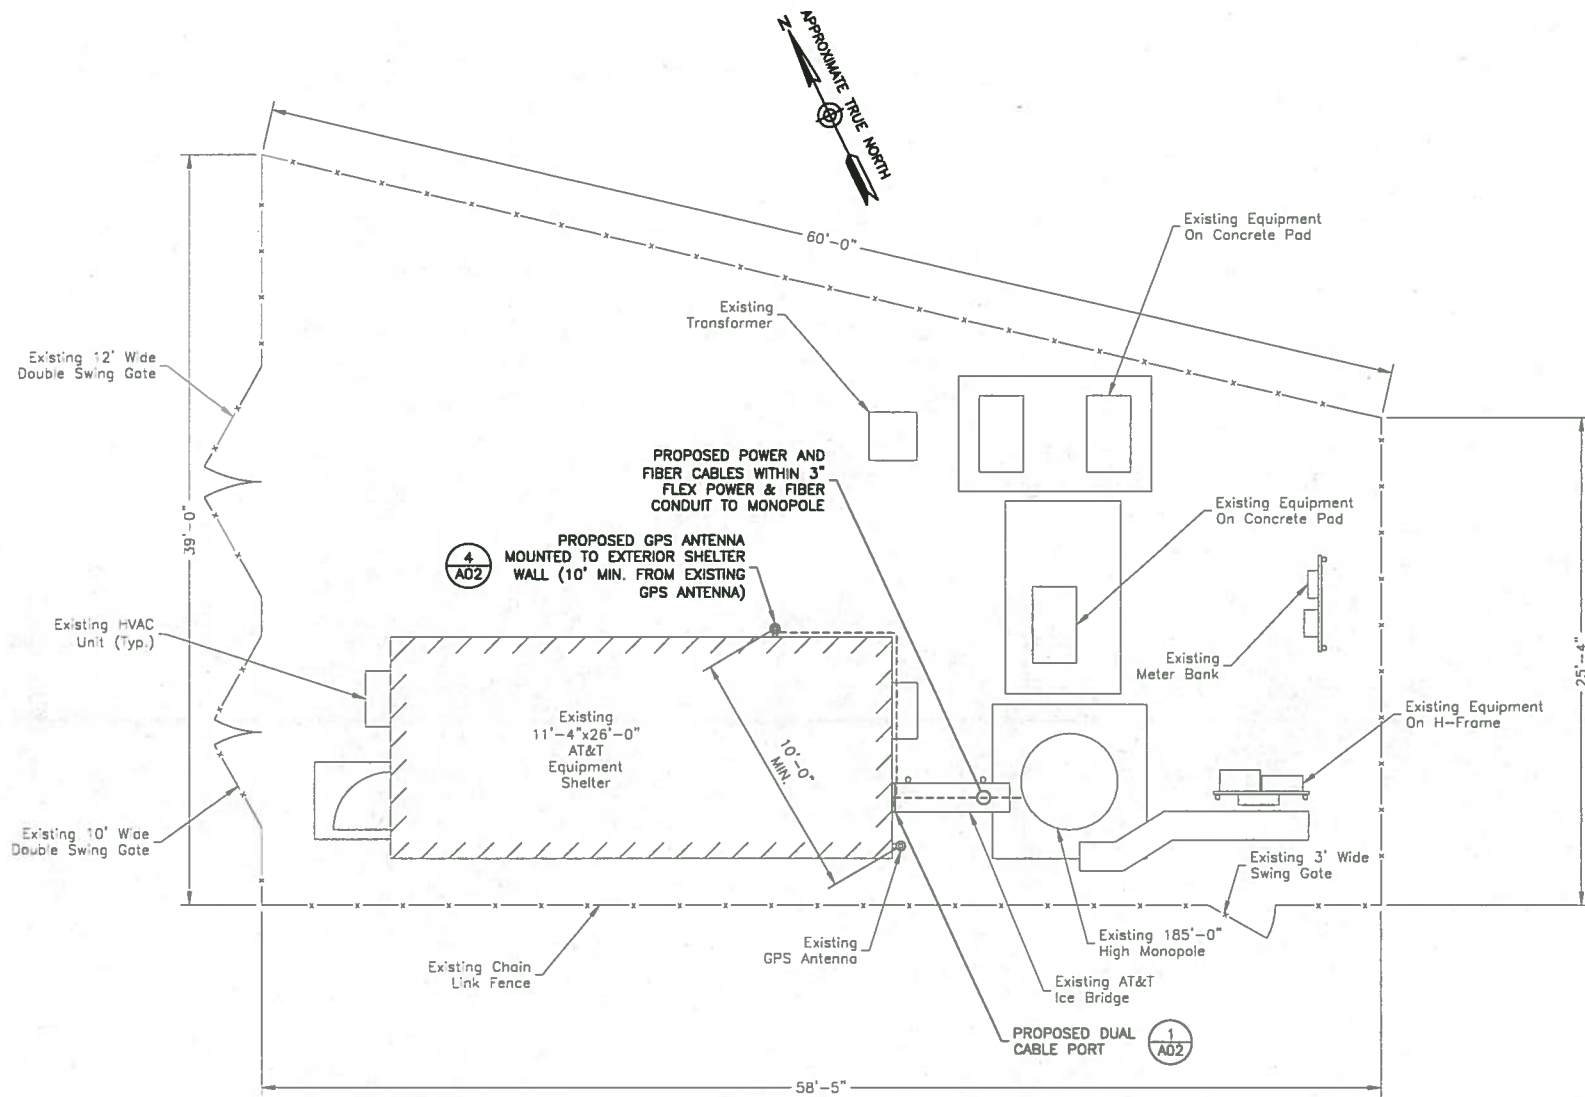 N
APPROXIMATE TRUE NORTH
60'-0"
Existing Equipment
On Concrete Pad
Existing
Transformer
Existing 12' Wide
Double Swing Gate
39'-0"
PROPOSED POWER AND
FIBER CABLES WITHIN 3"
FLEX POWER & FIBER
CONDUIT TO MONOPOLE
Existing Equipment
On Concrete Pad
4
A02
PROPOSED GPS ANTENNA
MOUNTED TO EXTERIOR SHELTER
WALL (10' MIN. FROM EXISTING
GPS ANTENNA)
Existing HVAC
Unit (Typ.)
Existing
Meter Bank
25'-4"
Existing
11'-4"x26'-0"
AT&T
Equipment
Shelter
10'-0"
MIN.
Existing Equipment
On H-Frame
Existing 10' Wide
Double Swing Gate
Existing 3' Wide
Swing Gate
Existing
GPS Antenna
Existing 185'-0"
High Monopole
Existing Chain
Link Fence
Existing AT&T
Ice Bridge
PROPOSED DUAL
CABLE PORT
1
A02
58'-5"